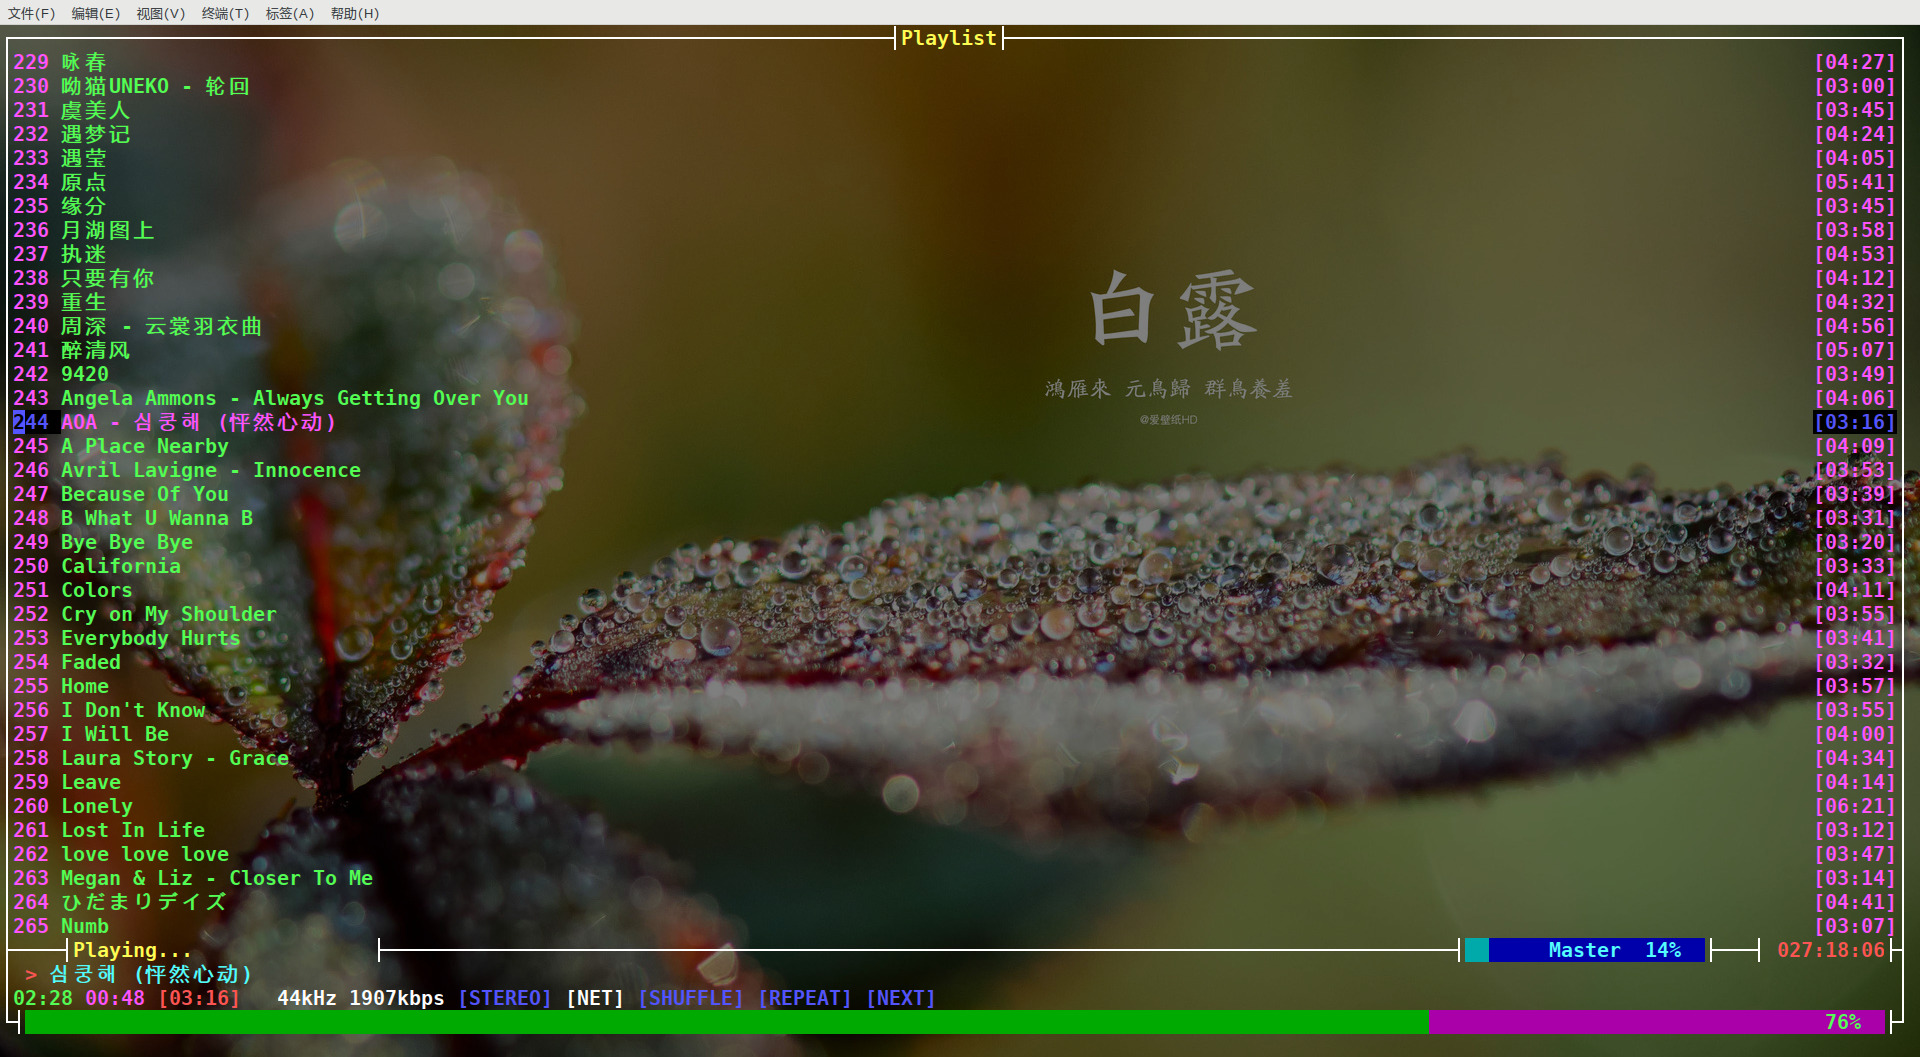 文件(F) 编辑(E) 视图(V) 终端(T) 标签(A) 帮助(H)
Playlist
229 咏春 [04:27]
230 呦猫UNEKO - 轮回 [03:00]
231 虞美人 [03:45]
232 遇梦记 [04:24]
233 遇莹 [04:05]
234 原点 [05:41]
235 缘分 [03:45]
236 月湖图上 [03:58]
237 执迷 [04:53]
238 只要有你 [04:12]
239 重生 [04:32]
240 周深 - 云裳羽衣曲 [04:56]
241 醉清风 [05:07]
242 9420 [03:49]
243 Angela Ammons - Always Getting Over You [04:06]
244 AOA - 심쿵해 (怦然心动) [03:16]
245 A Place Nearby [04:09]
246 Avril Lavigne - Innocence [03:53]
247 Because Of You [03:39]
248 B What U Wanna B [03:31]
249 Bye Bye Bye [03:20]
250 California [03:33]
251 Colors [04:11]
252 Cry on My Shoulder [03:55]
253 Everybody Hurts [03:41]
254 Faded [03:32]
255 Home [03:57]
256 I Don't Know [03:55]
257 I Will Be [04:00]
258 Laura Story - Grace [04:34]
259 Leave [04:14]
260 Lonely [06:21]
261 Lost In Life [03:12]
262 love love love [03:47]
263 Megan & Liz - Closer To Me [03:14]
264 ひだまりデイズ [04:41]
265 Numb [03:07]
白露
鴻雁來 元鳥歸 群鳥養羞
@爱壁纸HD
Playing... Master 14% 027:18:06
> 심쿵해 (怦然心动)
02:28 00:48 [03:16] 44kHz 1907kbps [STEREO] [NET] [SHUFFLE] [REPEAT] [NEXT]
76%